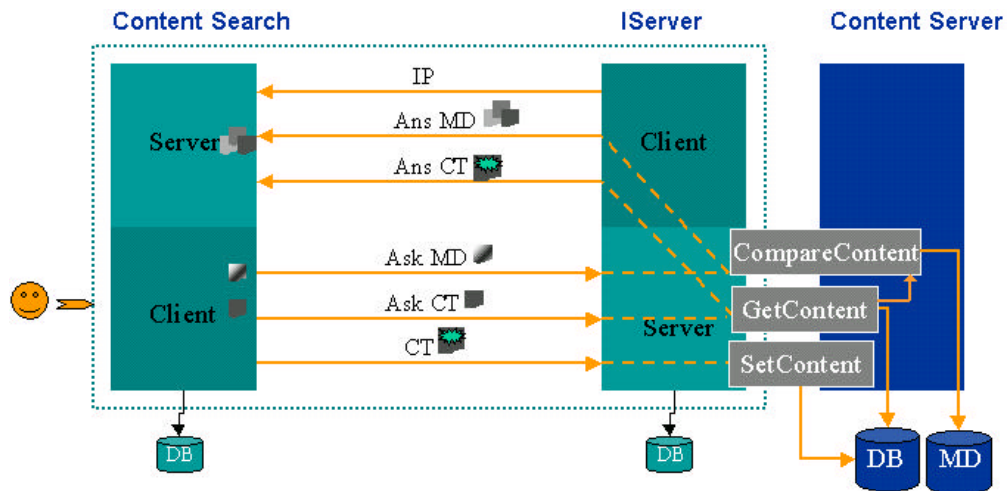 Content Search
IServer
Content Server
IP
Ans MD
Server
Client
Ans CT
CompareContent
Ask MD
GetContent
Ask CT
Client
Server
CT
SetContent
DB
DB
DB
MD